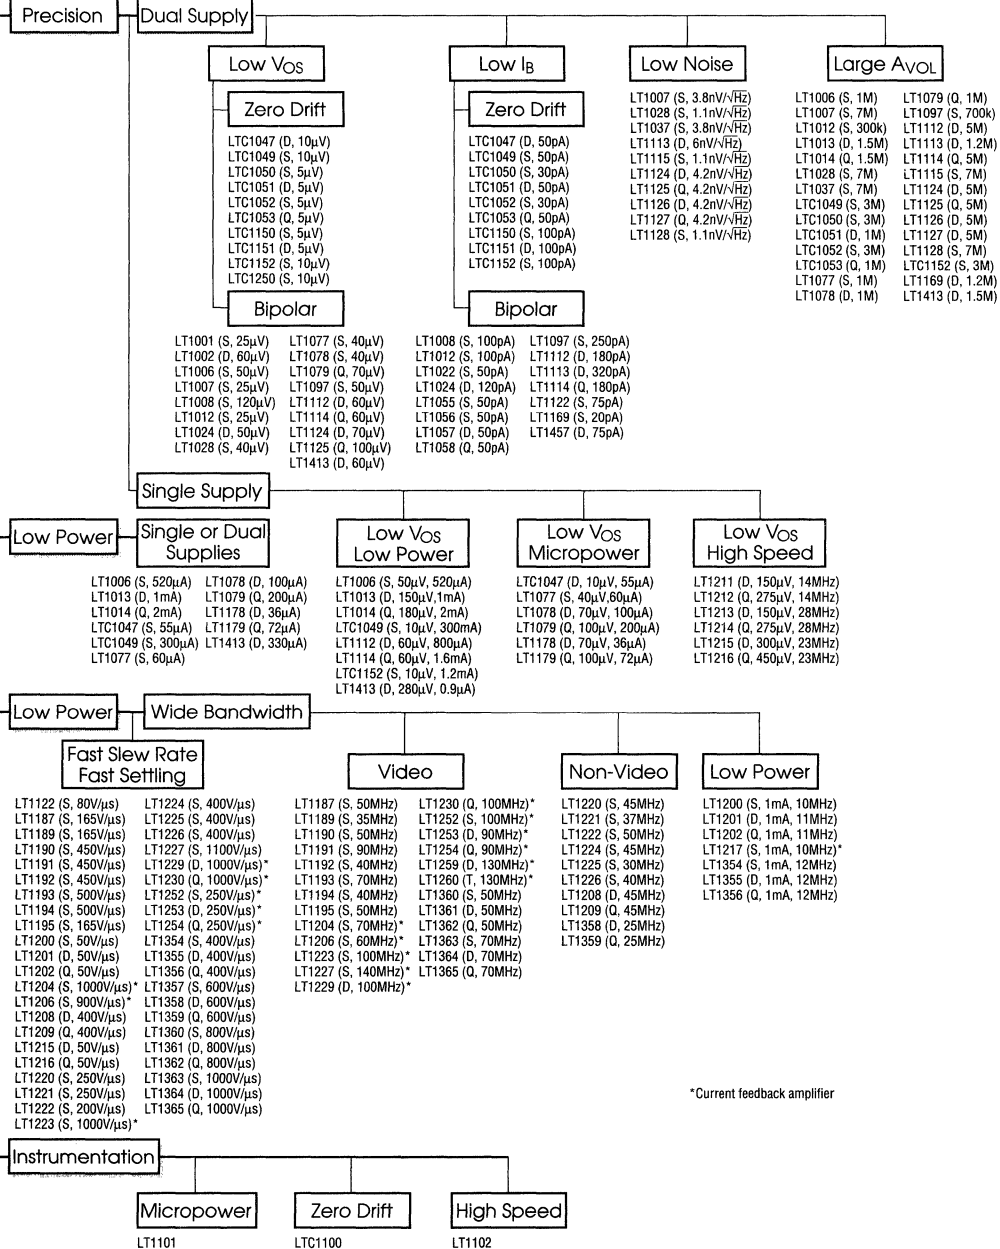 Precision
Dual Supply
Low VOS
Zero Drift
LTC1047 (D, 10µV)
LTC1049 (S, 10µV)
LTC1050 (S, 5µV)
LTC1051 (D, 5µV)
LTC1052 (S, 5µV)
LTC1053 (Q, 5µV)
LTC1150 (S, 5µV)
LTC1151 (D, 5µV)
LTC1152 (S, 10µV)
LTC1250 (S, 10µV)
Bipolar
LT1001 (S, 25µV)
LT1002 (D, 60µV)
LT1006 (S, 50µV)
LT1007 (S, 25µV)
LT1008 (S, 120µV)
LT1012 (S, 25µV)
LT1024 (D, 50µV)
LT1028 (S, 40µV)
LT1077 (S, 40µV)
LT1078 (S, 40µV)
LT1079 (Q, 70µV)
LT1097 (S, 50µV)
LT1112 (D, 60µV)
LT1114 (Q, 60µV)
LT1124 (D, 70µV)
LT1125 (Q, 100µV)
LT1413 (D, 60µV)
Low IB
Zero Drift
LTC1047 (D, 50pA)
LTC1049 (S, 50pA)
LTC1050 (S, 30pA)
LTC1051 (D, 50pA)
LTC1052 (S, 30pA)
LTC1053 (Q, 50pA)
LTC1150 (S, 100pA)
LTC1151 (D, 100pA)
LTC1152 (S, 100pA)
Bipolar
LT1008 (S, 100pA)
LT1012 (S, 100pA)
LT1022 (S, 50pA)
LT1024 (D, 120pA)
LT1055 (S, 50pA)
LT1056 (S, 50pA)
LT1057 (D, 50pA)
LT1058 (Q, 50pA)
LT1097 (S, 250pA)
LT1112 (D, 180pA)
LT1113 (D, 320pA)
LT1114 (Q, 180pA)
LT1122 (S, 75pA)
LT1169 (S, 20pA)
LT1457 (D, 75pA)
Low Noise
LT1007 (S, 3.8nV/√Hz)
LT1028 (S, 1.1nV/√Hz)
LT1037 (S, 3.8nV/√Hz)
LT1113 (D, 6nV/√Hz)
LT1115 (S, 1.1nV/√Hz)
LT1124 (D, 4.2nV/√Hz)
LT1125 (Q, 4.2nV/√Hz)
LT1126 (D, 4.2nV/√Hz)
LT1127 (Q, 4.2nV/√Hz)
LT1128 (S, 1.1nV/√Hz)
Large AVOL
LT1006 (S, 1M)
LT1007 (S, 7M)
LT1012 (S, 300k)
LT1013 (D, 1.5M)
LT1014 (Q, 1.5M)
LT1028 (S, 7M)
LT1037 (S, 7M)
LTC1049 (S, 3M)
LTC1050 (S, 3M)
LTC1051 (D, 1M)
LTC1052 (S, 3M)
LTC1053 (Q, 1M)
LT1077 (S, 1M)
LT1078 (D, 1M)
LT1079 (Q, 1M)
LT1097 (S, 700k)
LT1112 (D, 5M)
LT1113 (D, 1.2M)
LT1114 (Q, 5M)
LT1115 (S, 7M)
LT1124 (D, 5M)
LT1125 (Q, 5M)
LT1126 (D, 5M)
LT1127 (D, 5M)
LT1128 (S, 7M)
LTC1152 (S, 3M)
LT1169 (D, 1.2M)
LT1413 (D, 1.5M)
Single Supply
Low Power
Single or Dual
Supplies
LT1006 (S, 520µA)
LT1013 (D, 1mA)
LT1014 (Q, 2mA)
LTC1047 (S, 55µA)
LTC1049 (S, 300µA)
LT1077 (S, 60µA)
LT1078 (D, 100µA)
LT1079 (Q, 200µA)
LT1178 (D, 36µA)
LT1179 (Q, 72µA)
LT1413 (D, 330µA)
Low VOS
Low Power
LT1006 (S, 50µV, 520µA)
LT1013 (D, 150µV,1mA)
LT1014 (Q, 180µV, 2mA)
LTC1049 (S, 10µV, 300mA)
LT1112 (D, 60µV, 800µA)
LT1114 (Q, 60µV, 1.6mA)
LTC1152 (S, 10µV, 1.2mA)
LT1413 (D, 280µV, 0.9µA)
Low VOS
Micropower
LTC1047 (D, 10µV, 55µA)
LT1077 (S, 40µV,60µA)
LT1078 (D, 70µV, 100µA)
LT1079 (Q, 100µV, 200µA)
LT1178 (D, 70µV, 36µA)
LT1179 (Q, 100µV, 72µA)
Low VOS
High Speed
LT1211 (D, 150µV, 14MHz)
LT1212 (Q, 275µV, 14MHz)
LT1213 (D, 150µV, 28MHz)
LT1214 (Q, 275µV, 28MHz)
LT1215 (D, 300µV, 23MHz)
LT1216 (Q, 450µV, 23MHz)
Low Power
Wide Bandwidth
Fast Slew Rate
Fast Settling
LT1122 (S, 80V/µs)
LT1187 (S, 165V/µs)
LT1189 (S, 165V/µs)
LT1190 (S, 450V/µs)
LT1191 (S, 450V/µs)
LT1192 (S, 450V/µs)
LT1193 (S, 500V/µs)
LT1194 (S, 500V/µs)
LT1195 (S, 165V/µs)
LT1200 (S, 50V/µs)
LT1201 (D, 50V/µs)
LT1202 (Q, 50V/µs)
LT1204 (S, 1000V/µs)*
LT1206 (S, 900V/µs)*
LT1208 (D, 400V/µs)
LT1209 (Q, 400V/µs)
LT1215 (D, 50V/µs)
LT1216 (Q, 50V/µs)
LT1220 (S, 250V/µs)
LT1221 (S, 250V/µs)
LT1222 (S, 200V/µs)
LT1223 (S, 1000V/µs)*
LT1224 (S, 400V/µs)
LT1225 (S, 400V/µs)
LT1226 (S, 400V/µs)
LT1227 (S, 1100V/µs)
LT1229 (D, 1000V/µs)*
LT1230 (Q, 1000V/µs)*
LT1252 (S, 250V/µs)*
LT1253 (D, 250V/µs)*
LT1254 (Q, 250V/µs)*
LT1354 (S, 400V/µs)
LT1355 (D, 400V/µs)
LT1356 (Q, 400V/µs)
LT1357 (S, 600V/µs)
LT1358 (D, 600V/µs)
LT1359 (Q, 600V/µs)
LT1360 (S, 800V/µs)
LT1361 (D, 800V/µs)
LT1362 (Q, 800V/µs)
LT1363 (S, 1000V/µs)
LT1364 (D, 1000V/µs)
LT1365 (Q, 1000V/µs)
Video
LT1187 (S, 50MHz)
LT1189 (S, 35MHz)
LT1190 (S, 50MHz)
LT1191 (S, 90MHz)
LT1192 (S, 40MHz)
LT1193 (S, 70MHz)
LT1194 (S, 40MHz)
LT1195 (S, 50MHz)
LT1204 (S, 70MHz)*
LT1206 (S, 60MHz)*
LT1223 (S, 100MHz)*
LT1227 (S, 140MHz)*
LT1229 (D, 100MHz)*
LT1230 (Q, 100MHz)*
LT1252 (S, 100MHz)*
LT1253 (D, 90MHz)*
LT1254 (Q, 90MHz)*
LT1259 (D, 130MHz)*
LT1260 (T, 130MHz)*
LT1360 (S, 50MHz)
LT1361 (D, 50MHz)
LT1362 (Q, 50MHz)
LT1363 (S, 70MHz)
LT1364 (D, 70MHz)
LT1365 (Q, 70MHz)
Non-Video
LT1220 (S, 45MHz)
LT1221 (S, 37MHz)
LT1222 (S, 50MHz)
LT1224 (S, 45MHz)
LT1225 (S, 30MHz)
LT1226 (S, 40MHz)
LT1208 (D, 45MHz)
LT1209 (Q, 45MHz)
LT1358 (D, 25MHz)
LT1359 (Q, 25MHz)
Low Power
LT1200 (S, 1mA, 10MHz)
LT1201 (D, 1mA, 11MHz)
LT1202 (Q, 1mA, 11MHz)
LT1217 (S, 1mA, 10MHz)*
LT1354 (S, 1mA, 12MHz)
LT1355 (D, 1mA, 12MHz)
LT1356 (Q, 1mA, 12MHz)
*Current feedback amplifier
Instrumentation
Micropower
LT1101
Zero Drift
LTC1100
High Speed
LT1102